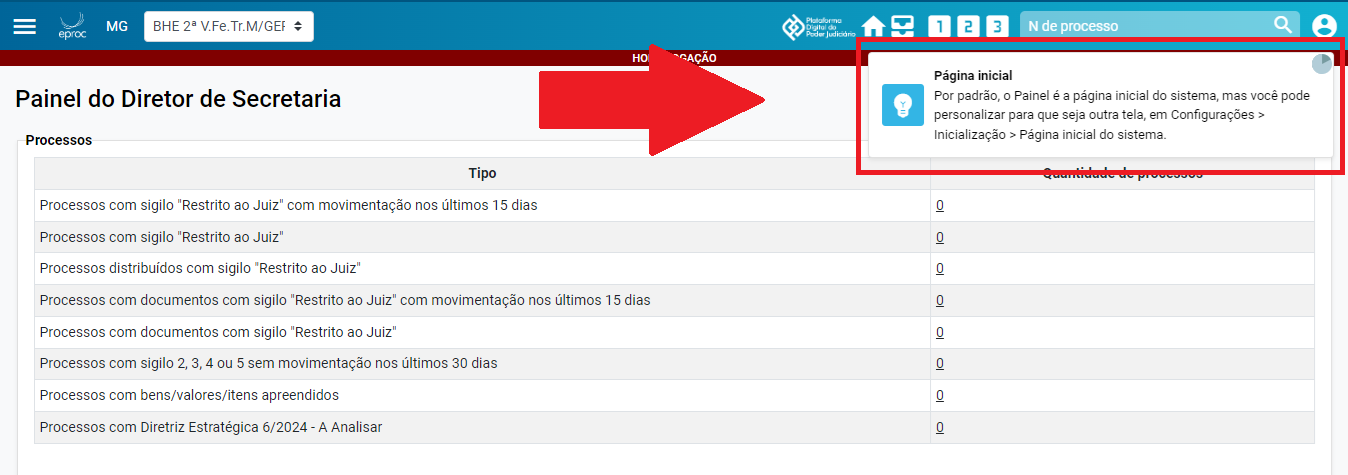 eproc
MG
BHE 2ª V.Fe.Tr.M/GEF
Plataforma
Digital do
Poder Judiciário
1 2 3
N de processo
Página inicial
Por padrão, o Painel é a página inicial do sistema, mas você pode
personalizar para que seja outra tela, em Configurações >
Inicialização > Página inicial do sistema.
Painel do Diretor de Secretaria
Processos
Tipo
Quantidade de processos
Processos com sigilo "Restrito ao Juiz" com movimentação nos últimos 15 dias 0
Processos com sigilo "Restrito ao Juiz" 0
Processos distribuídos com sigilo "Restrito ao Juiz" 0
Processos com documentos com sigilo "Restrito ao Juiz" com movimentação nos últimos 15 dias 0
Processos com documentos com sigilo "Restrito ao Juiz" 0
Processos com sigilo 2, 3, 4 ou 5 sem movimentação nos últimos 30 dias 0
Processos com bens/valores/itens apreendidos 0
Processos com Diretriz Estratégica 6/2024 - A Analisar 0